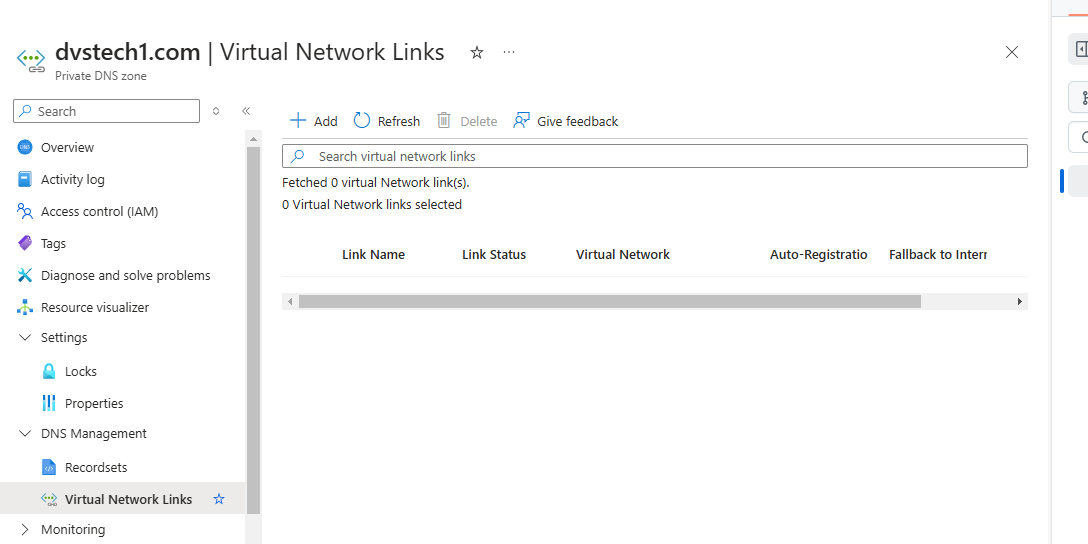 dvstech1.com | Virtual Network Links
Private DNS zone
Search
Overview
Activity log
Access control (IAM)
Tags
Diagnose and solve problems
Resource visualizer
Settings
Locks
Properties
DNS Management
Recordsets
Virtual Network Links
Monitoring
Add Refresh Delete Give feedback
Search virtual network links
Fetched 0 virtual Network link(s).
0 Virtual Network links selected
Link Name Link Status Virtual Network Auto-Registratio Fallback to Interr